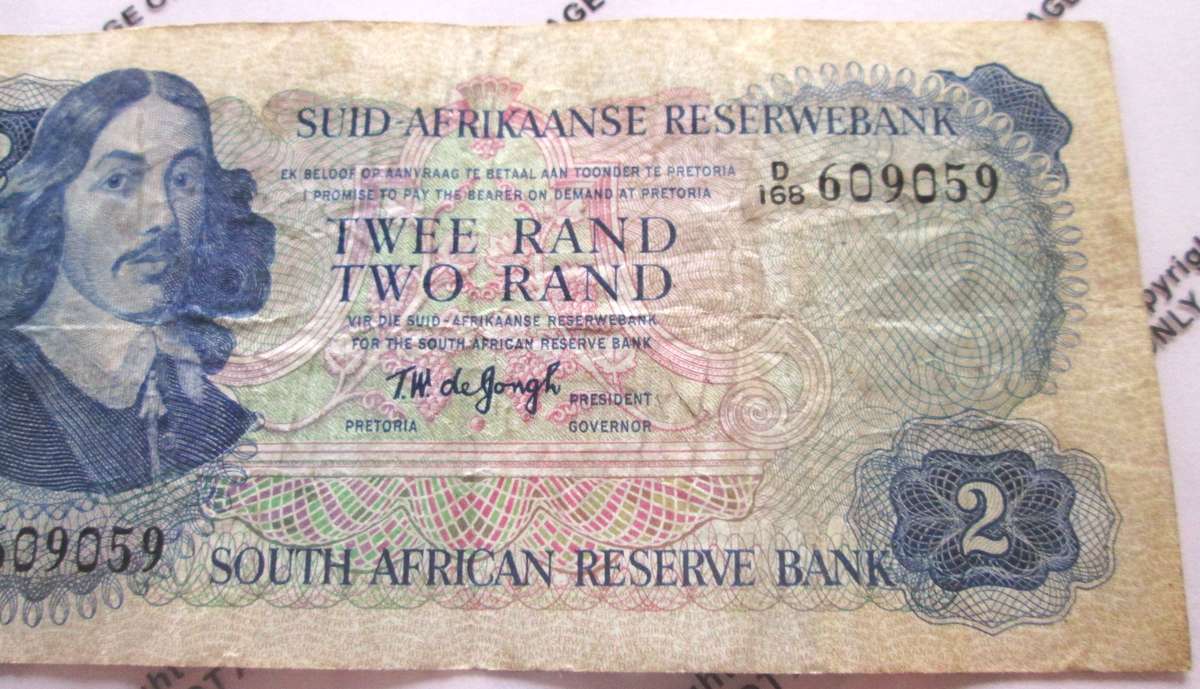 SUID-AFRIKAANSE RESERWEBANK
EK BELOOF OP AANVRAAG TE BETAAL AAN TOONDER TE PRETORIA
I PROMISE TO PAY THE BEARER ON DEMAND AT PRETORIA
D/168 609059
TWEE RAND
TWO RAND
VIR DIE SUID-AFRIKAANSE RESERWEBANK
FOR THE SOUTH AFRICAN RESERVE BANK
T.W. de Jongh
PRESIDENT
PRETORIA GOVERNOR
2
609059
SOUTH AFRICAN RESERVE BANK